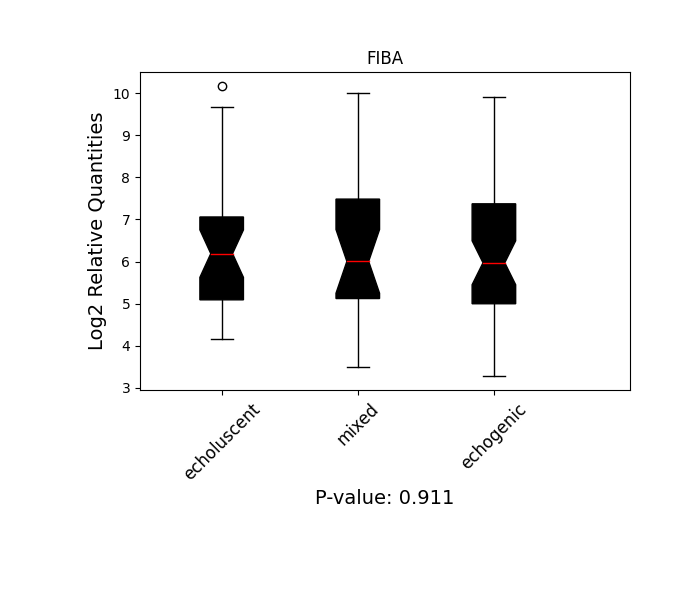 FIBA
Log2 Relative Quantities
10
9
8
7
6
5
4
3
echoluscent
mixed
echogenic
P-value: 0.911